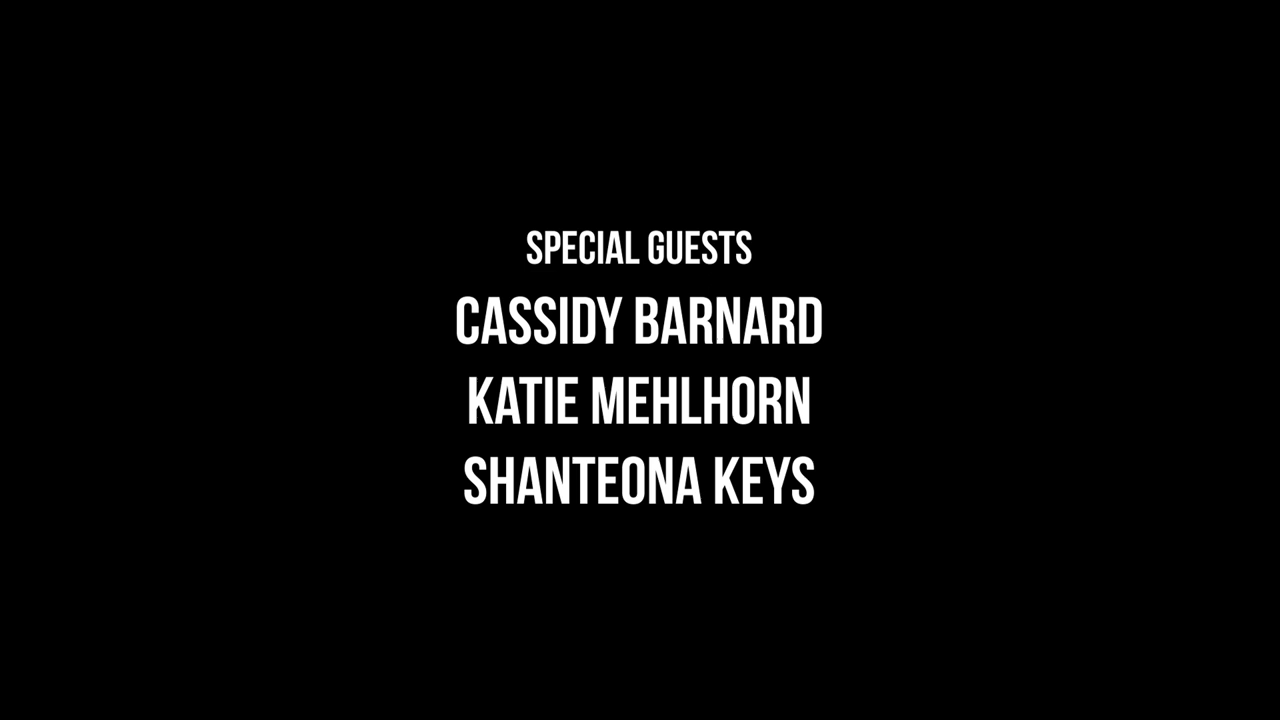 SPECIAL GUESTS
CASSIDY BARNARD
KATIE MEHLHORN
SHANTEONA KEYS